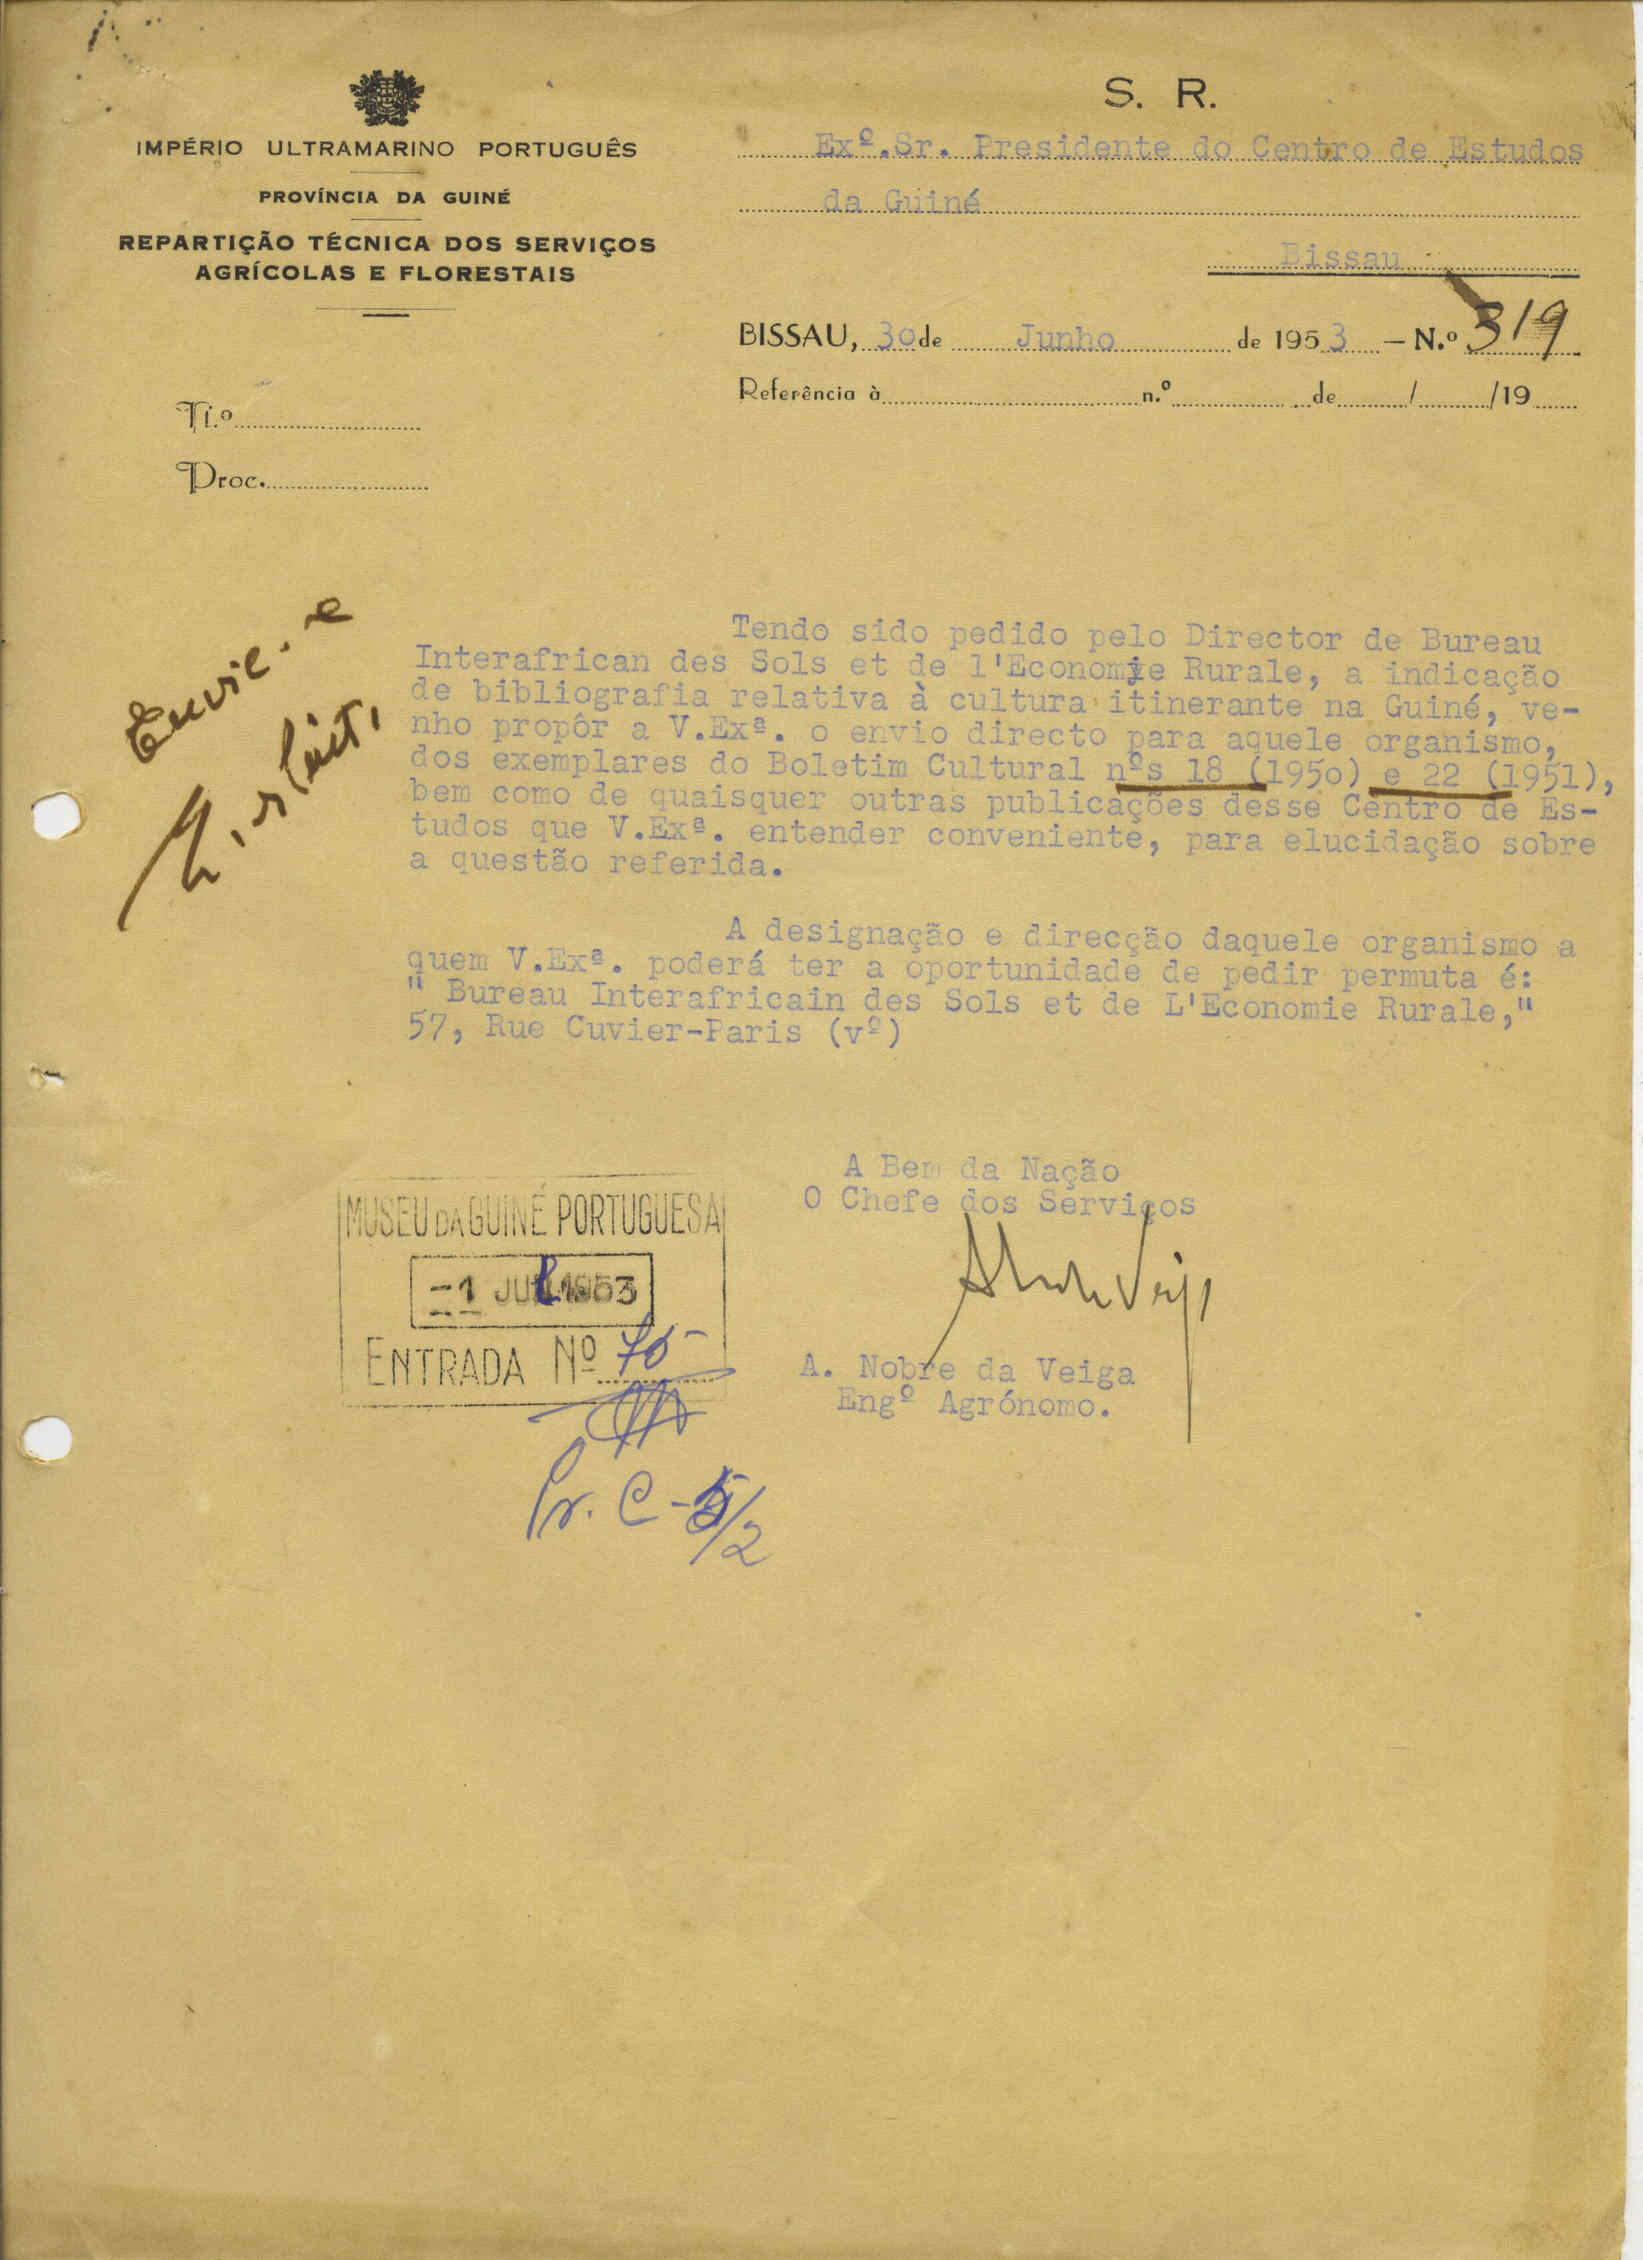 S. R.
IMPÉRIO ULTRAMARINO PORTUGUÊS
PROVÍNCIA DA GUINÉ
REPARTIÇÃO TÉCNICA DOS SERVIÇOS
AGRÍCOLAS E FLORESTAIS
Exº.Sr. Presidente do Centro de Estudos
da Guiné
Bissau
BISSAU, 30 de Junho de 1953 — N.º 319
Referência à n.º de / /19
Ti.º
Proc.
Envie-e
Tendo sido pedido pelo Director de Bureau
Interafrican des Sols et de l'Economie Rurale, a indicação
de bibliografia relativa à cultura itinerante na Guiné, ve-
nho propôr a V.Exª. o envio directo para aquele organismo,
dos exemplares do Boletim Cultural nºs 18 (1950) e 22 (1951),
bem como de quaisquer outras publicações desse Centro de Es-
tudos que V.Exª. entender conveniente, para elucidação sobre
a questão referida.
A designação e direcção daquele organismo a
quem V.Exª. poderá ter a oportunidade de pedir permuta é:
" Bureau Interafricain des Sols et de L'Economie Rurale,"
57, Rue Cuvier-Paris (vº)
A Bem da Nação
O Chefe dos Serviços
A. Nobre da Veiga
Engº Agrónomo.
MUSEU DA GUINÉ PORTUGUESA
-1 JUL 1953
ENTRADA Nº 75
Pr. C - 5/2